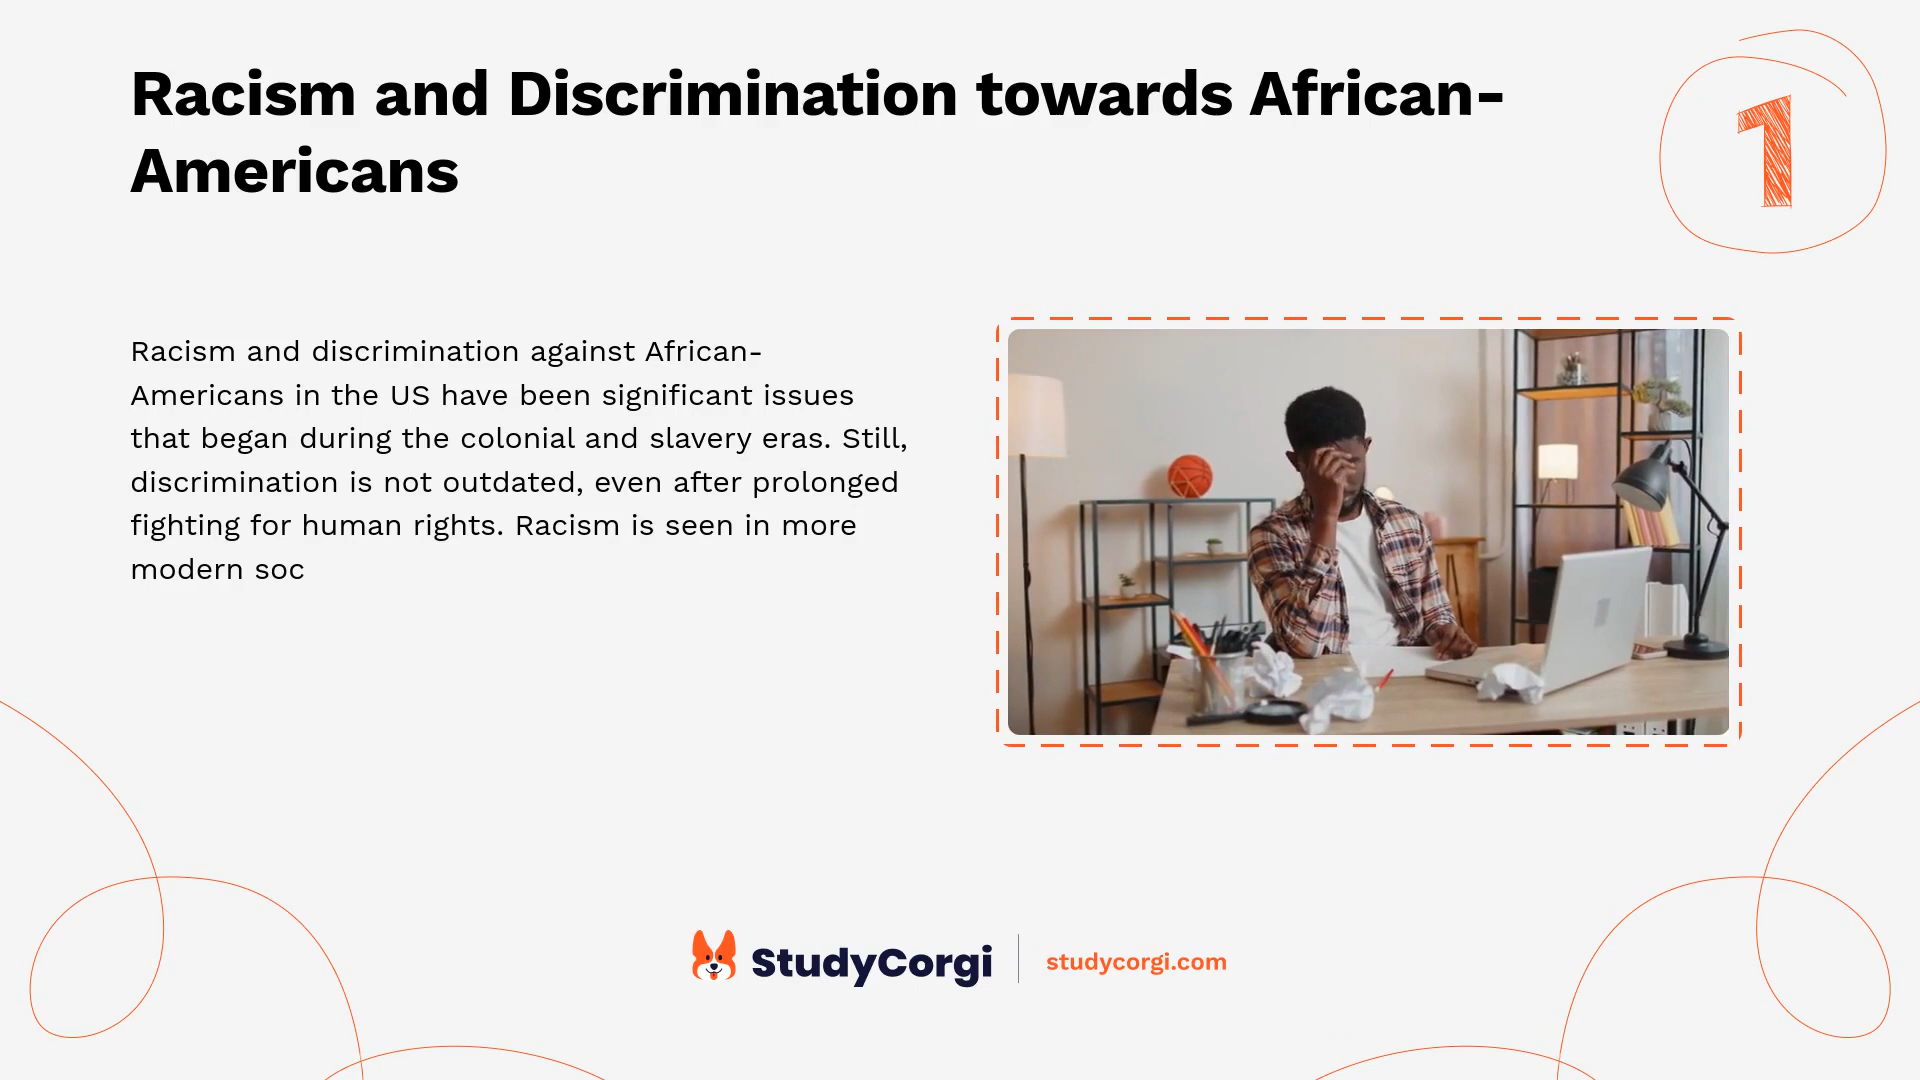 Racism and Discrimination towards African-
Americans
1
Racism and discrimination against African-
Americans in the US have been significant issues
that began during the colonial and slavery eras. Still,
discrimination is not outdated, even after prolonged
fighting for human rights. Racism is seen in more
modern soc
StudyCorgi
studycorgi.com